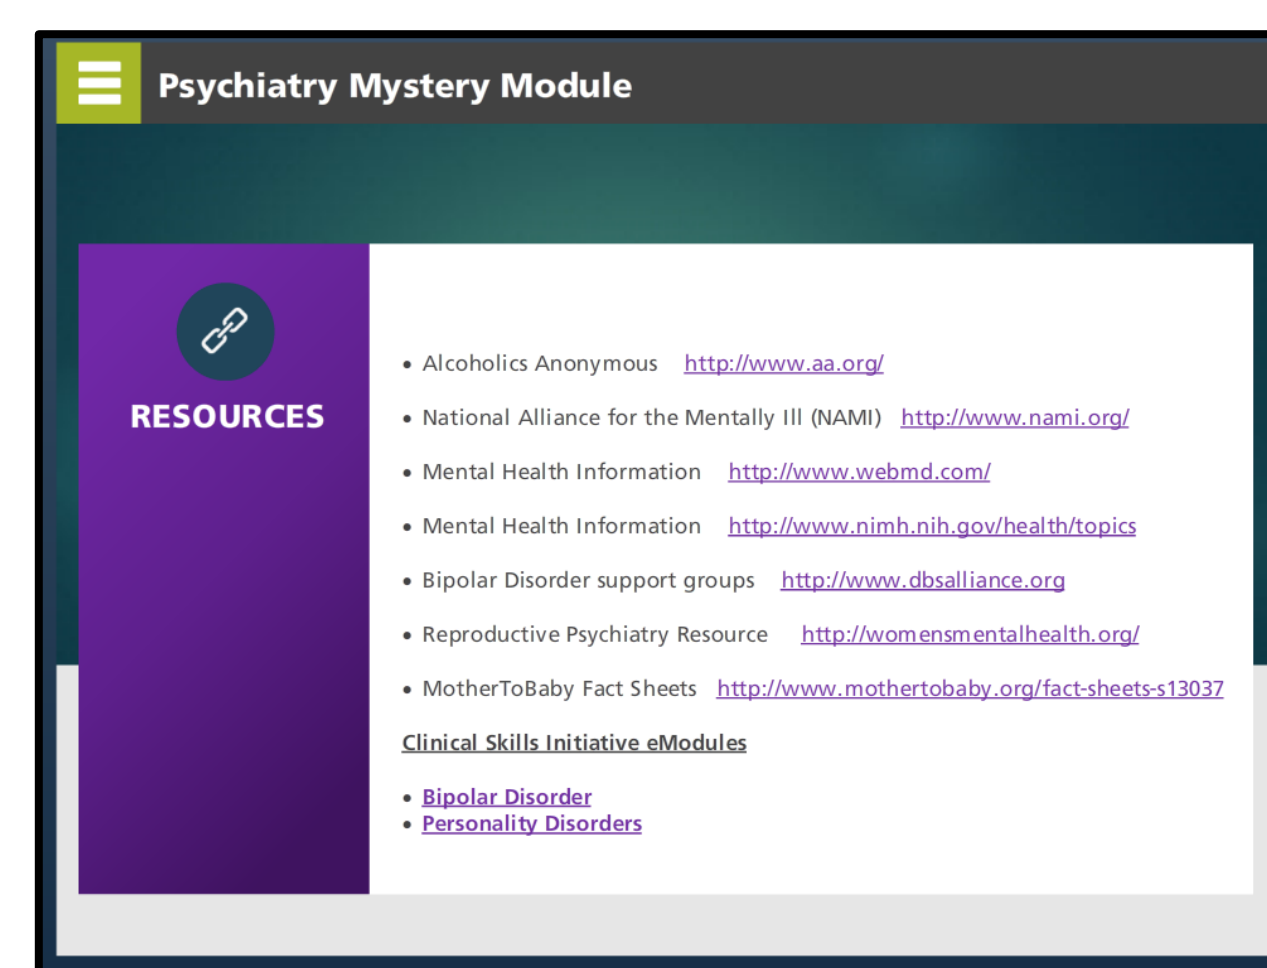 Psychiatry Mystery Module
RESOURCES
• Alcoholics Anonymous http://www.aa.org/
• National Alliance for the Mentally Ill (NAMI) http://www.nami.org/
• Mental Health Information http://www.webmd.com/
• Mental Health Information http://www.nimh.nih.gov/health/topics
• Bipolar Disorder support groups http://www.dbsalliance.org
• Reproductive Psychiatry Resource http://womensmentalhealth.org/
• MotherToBaby Fact Sheets http://www.mothertobaby.org/fact-sheets-s13037
Clinical Skills Initiative eModules
• Bipolar Disorder
• Personality Disorders